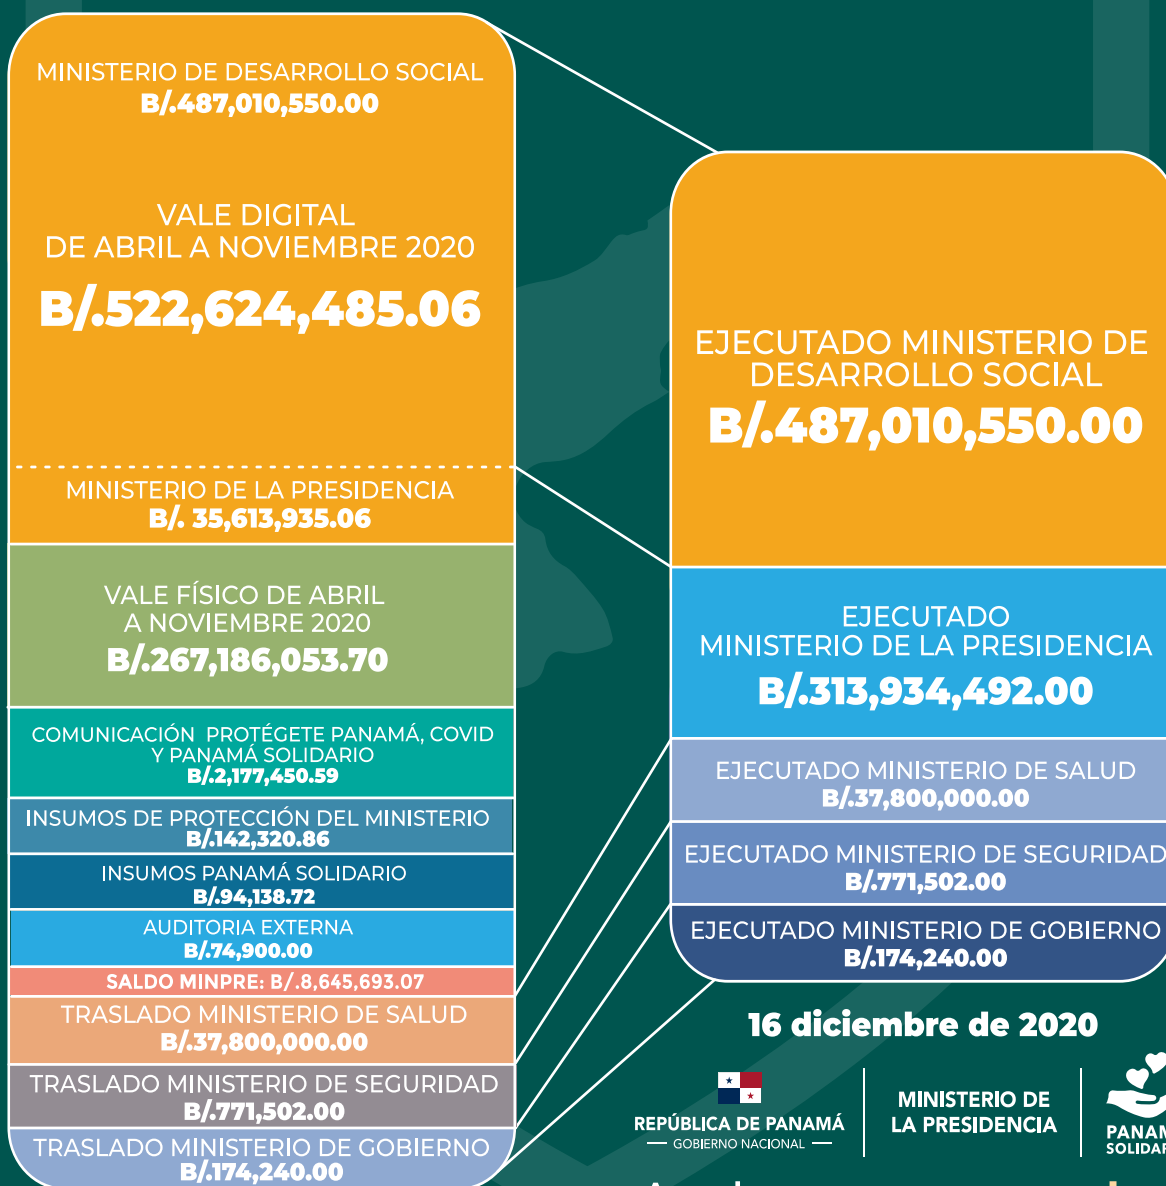 MINISTERIO DE DESARROLLO SOCIAL
B/.487,010,550.00
VALE DIGITAL
DE ABRIL A NOVIEMBRE 2020
B/.522,624,485.06
MINISTERIO DE LA PRESIDENCIA
B/. 35,613,935.06
VALE FÍSICO DE ABRIL
A NOVIEMBRE 2020
B/.267,186,053.70
COMUNICACIÓN PROTÉGETE PANAMÁ, COVID
Y PANAMÁ SOLIDARIO
B/.2,177,450.59
INSUMOS DE PROTECCIÓN DEL MINISTERIO
B/.142,320.86
INSUMOS PANAMÁ SOLIDARIO
B/.94,138.72
AUDITORIA EXTERNA
B/.74,900.00
SALDO MINPRE: B/.8,645,693.07
TRASLADO MINISTERIO DE SALUD
B/.37,800,000.00
TRASLADO MINISTERIO DE SEGURIDAD
B/.771,502.00
TRASLADO MINISTERIO DE GOBIERNO
B/.174,240.00
EJECUTADO MINISTERIO DE
DESARROLLO SOCIAL
B/.487,010,550.00
EJECUTADO
MINISTERIO DE LA PRESIDENCIA
B/.313,934,492.00
EJECUTADO MINISTERIO DE SALUD
B/.37,800,000.00
EJECUTADO MINISTERIO DE SEGURIDAD
B/.771,502.00
EJECUTADO MINISTERIO DE GOBIERNO
B/.174,240.00
16 diciembre de 2020
REPÚBLICA DE PANAMÁ
GOBIERNO NACIONAL
MINISTERIO DE
LA PRESIDENCIA